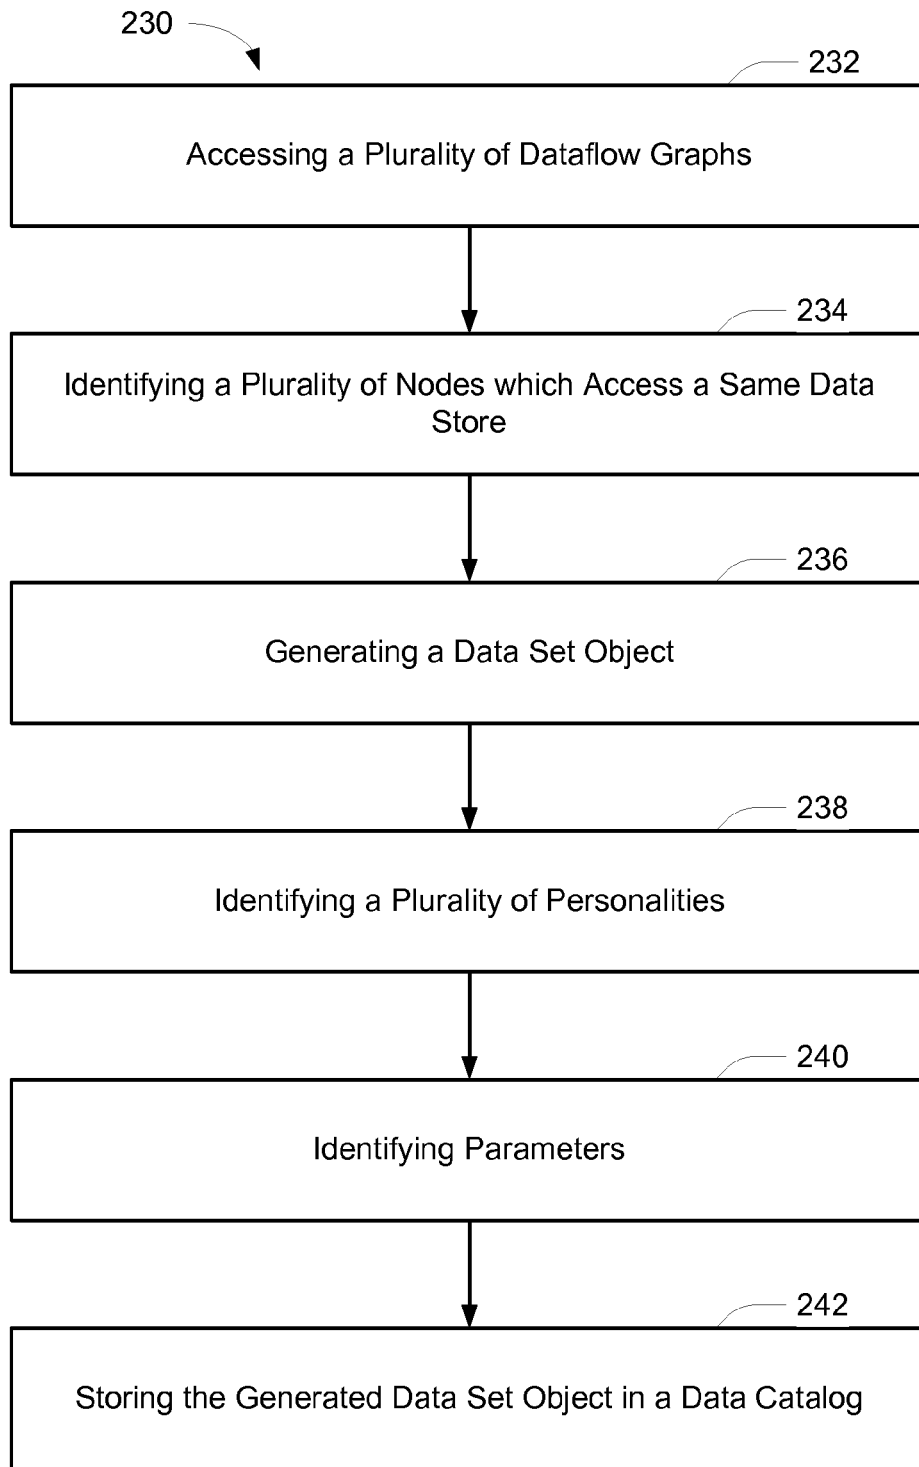 230
232
Accessing a Plurality of Dataflow Graphs
234
Identifying a Plurality of Nodes which Access a Same Data
Store
236
Generating a Data Set Object
238
Identifying a Plurality of Personalities
240
Identifying Parameters
242
Storing the Generated Data Set Object in a Data Catalog